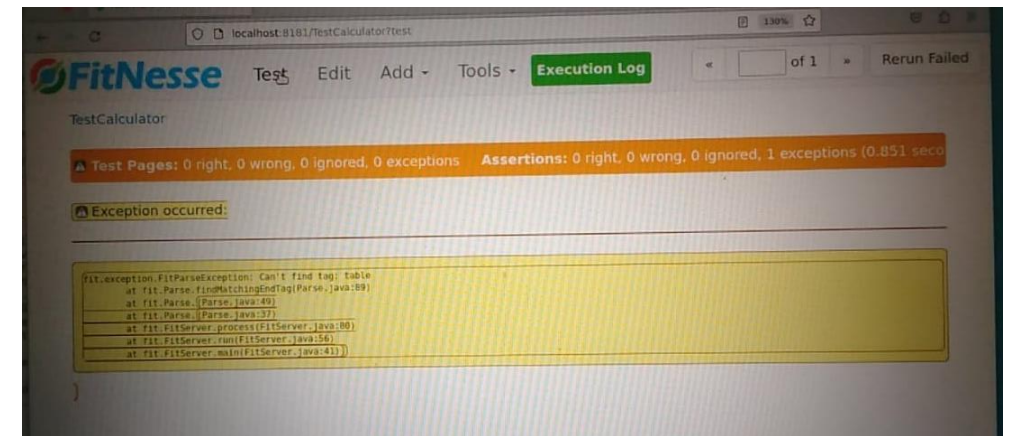 localhost:8181/TestCalculator?test
130%
FitNesse Test Edit Add Tools Execution Log « of 1 » Rerun Failed
TestCalculator
Test Pages: 0 right, 0 wrong, 0 ignored, 0 exceptions Assertions: 0 right, 0 wrong, 0 ignored, 1 exceptions (0.851 seco
Exception occurred:
fit.exception.FitParseException: Can't find tag: table
at fit.Parse.findMatchingEndTag(Parse.java:89)
at fit.Parse.(Parse.java:49)
at fit.Parse.(Parse.java:37)
at fit.FitServer.process(FitServer.java:80)
at fit.FitServer.run(FitServer.java:56)
at fit.FitServer.main(FitServer.java:41)]
}